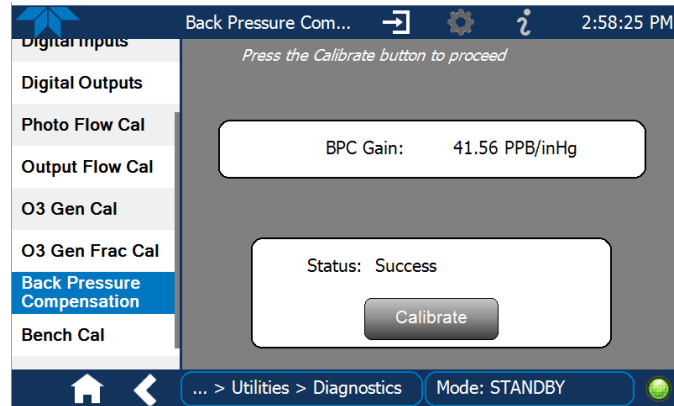 Back Pressure Com...
2:58:25 PM
Digital Inputs
Digital Outputs
Photo Flow Cal
Output Flow Cal
O3 Gen Cal
O3 Gen Frac Cal
Back Pressure
Compensation
Bench Cal
Press the Calibrate button to proceed
BPC Gain: 41.56 PPB/inHg
Status: Success
Calibrate
... > Utilities > Diagnostics
Mode: STANDBY